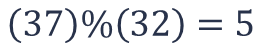 (37)%(32) = 5